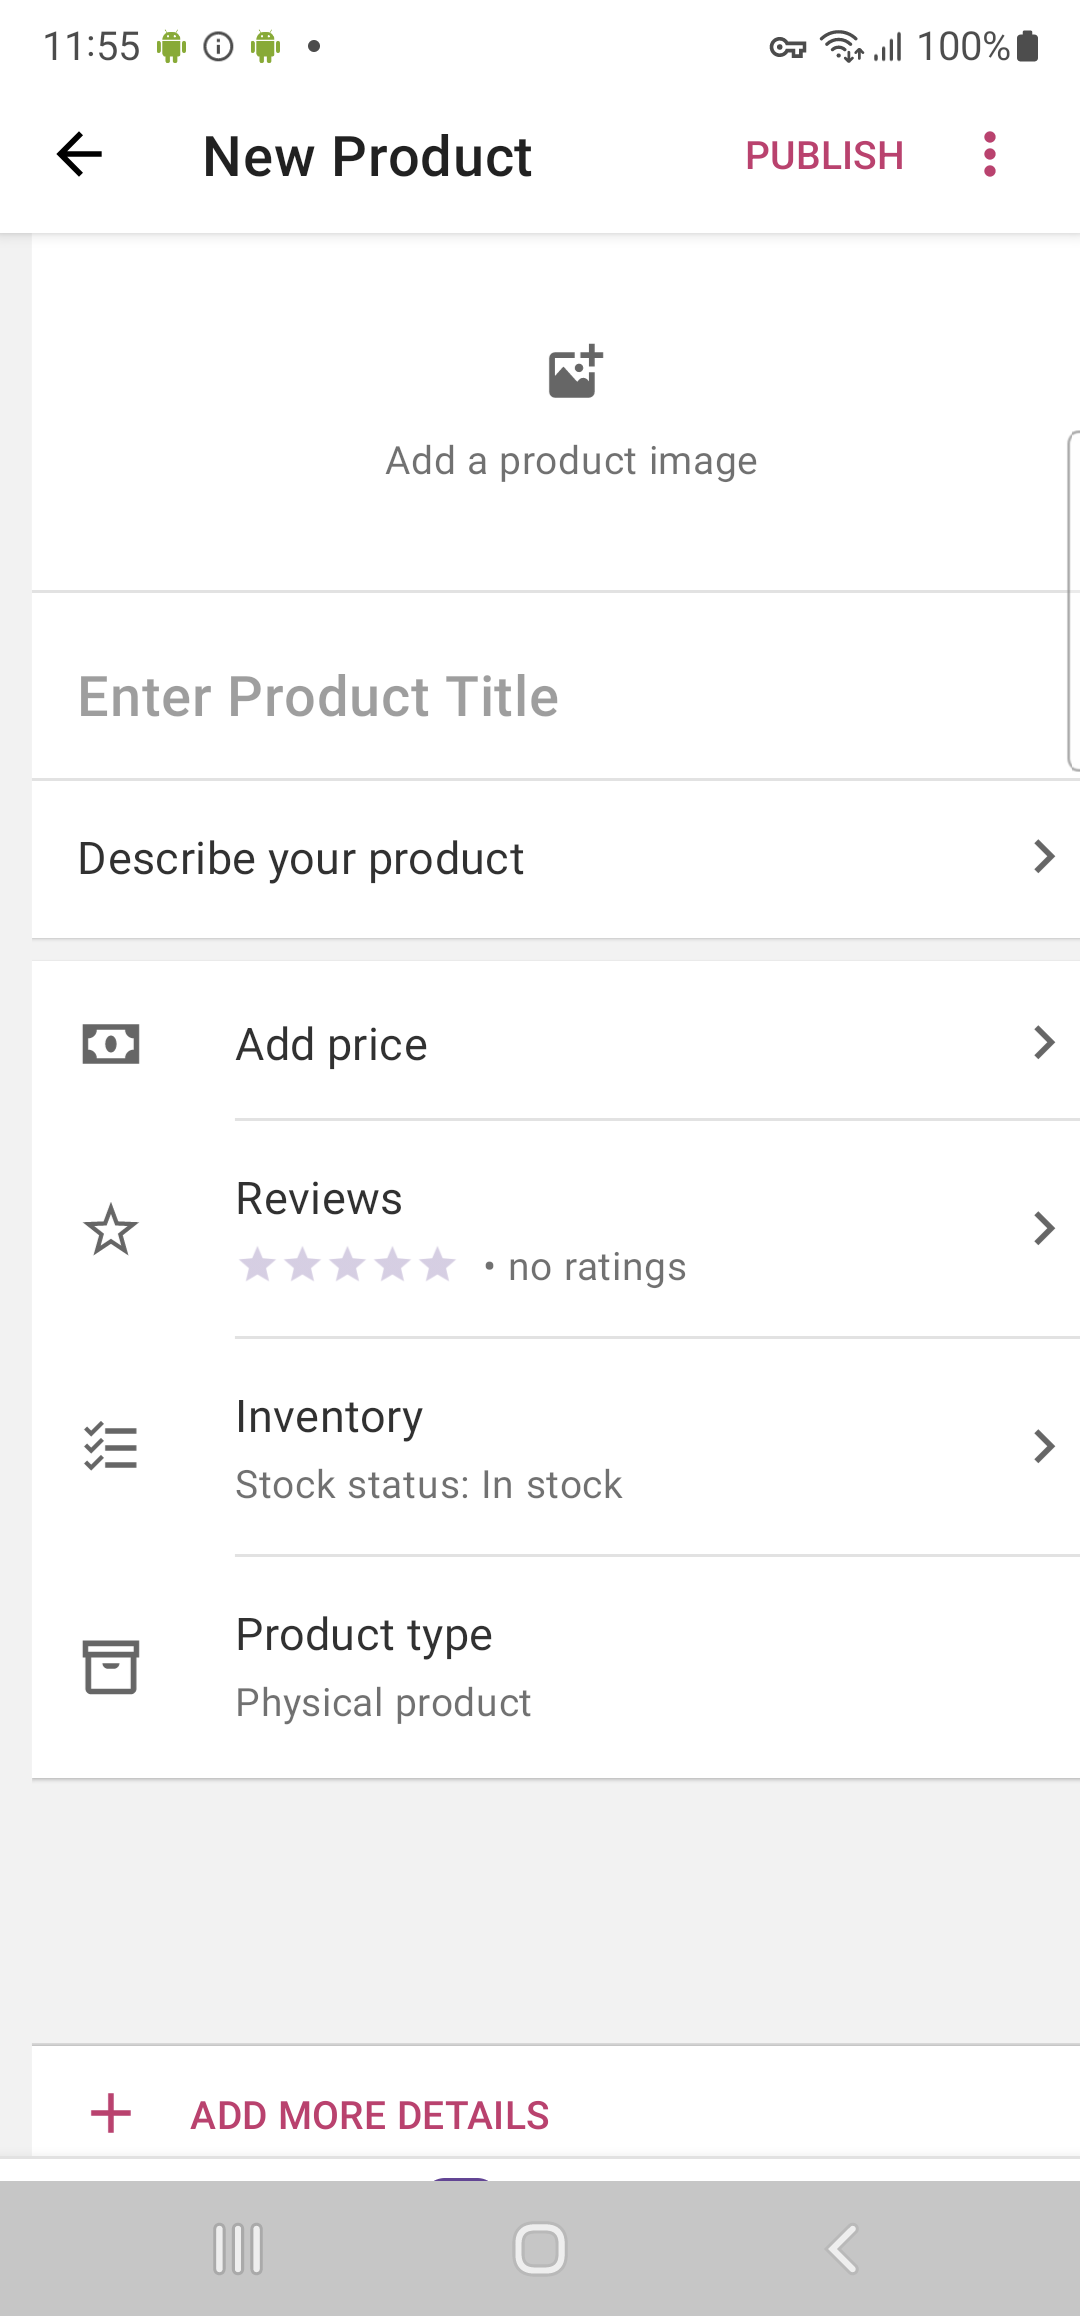 11:55
100%
New Product
PUBLISH
Add a product image
Enter Product Title
Describe your product
Add price
Reviews
• no ratings
Inventory
Stock status: In stock
Product type
Physical product
ADD MORE DETAILS